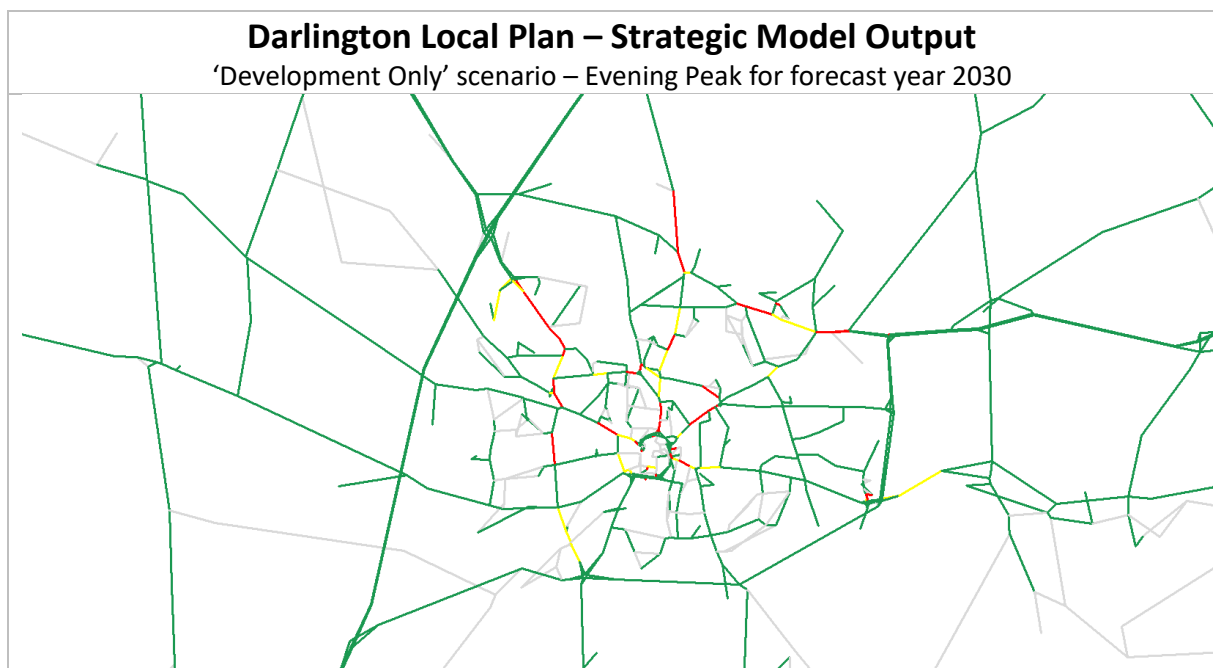 Darlington Local Plan – Strategic Model Output
‘Development Only’ scenario – Evening Peak for forecast year 2030